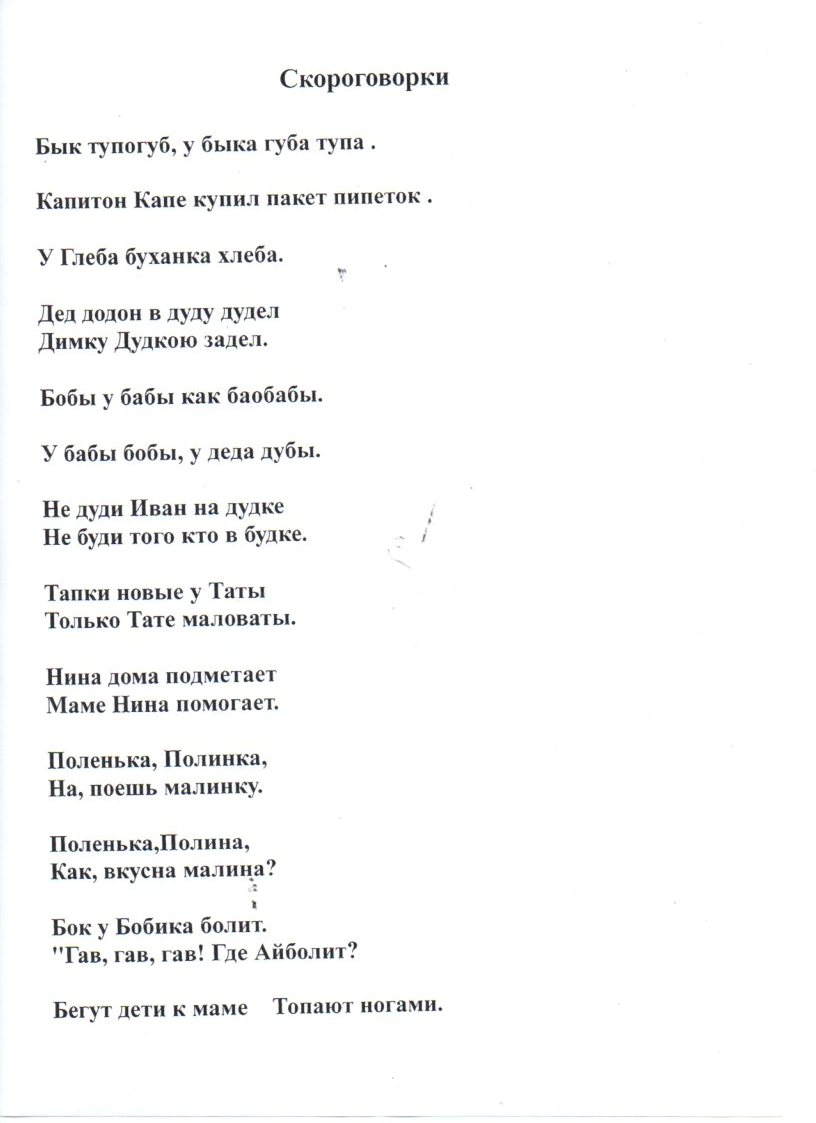 Скороговорки
Бык тупогуб, у быка губа тупа .
Капитон Капе купил пакет пипеток .
У Глеба буханка хлеба.
Дед додон в дуду дудел
Димку Дудкою задел.
Бобы у бабы как баобабы.
У бабы бобы, у деда дубы.
Не дуди Иван на дудке
Не буди того кто в будке.
Тапки новые у Таты
Только Тате маловаты.
Нина дома подметает
Маме Нина помогает.
Поленька, Полинка,
На, поешь малинку.
Поленька,Полина,
Как, вкусна малина?
Бок у Бобика болит.
"Гав, гав, гав! Где Айболит?
Бегут дети к маме    Топают ногами.